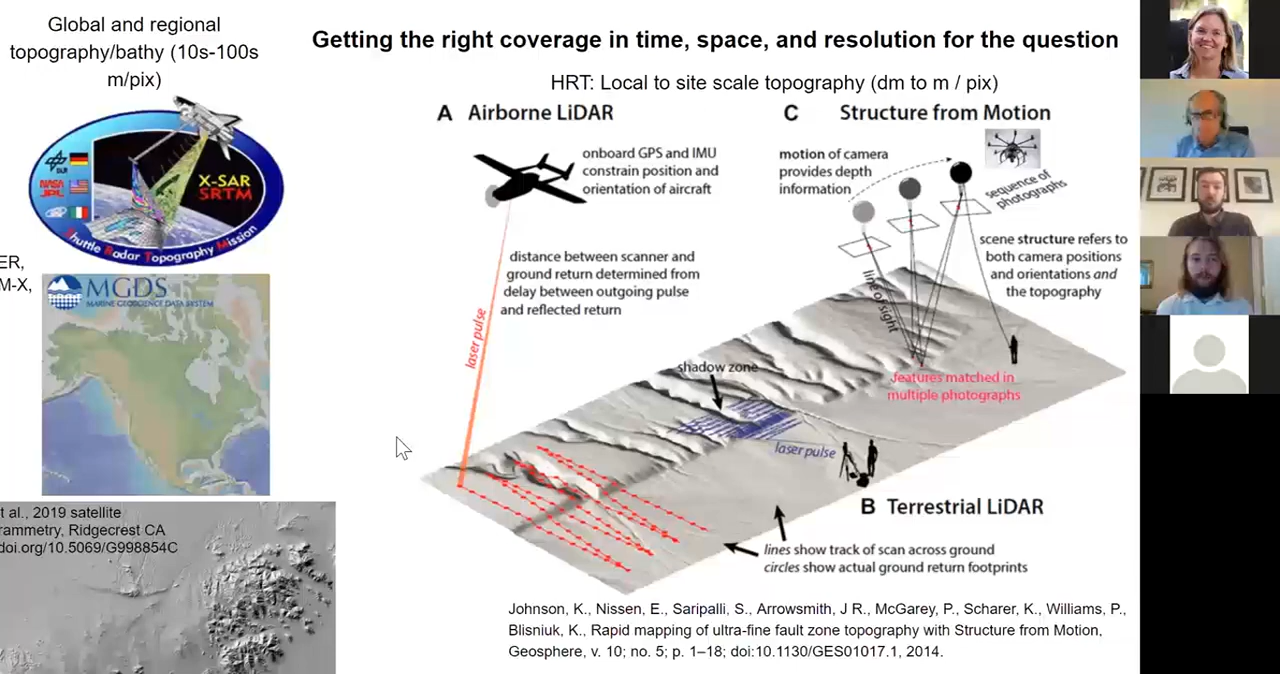 Global and regional
topography/bathy (10s-100s
m/pix)
Getting the right coverage in time, space, and resolution for the question
HRT: Local to site scale topography (dm to m / pix)
X-SAR
SRTM
DLR
NASA
JPL
Shuttle Radar Topography Mission
ER,
M-X,
MGDS
MARINE GEOSCIENCE DATA SYSTEM
t al., 2019 satellite
rammetry, Ridgecrest CA
doi.org/10.5069/G998854C
A Airborne LiDAR
onboard GPS and IMU
constrain position and
orientation of aircraft
distance between scanner and
ground return determined from
delay between outgoing pulse
and reflected return
laser pulse
C Structure from Motion
motion of camera
provides depth
information
sequence of
photographs
scene structure refers to
both camera positions
and orientations and
the topography
line of sight
shadow zone
features matched in
multiple photographs
laser pulse
B Terrestrial LiDAR
lines show track of scan across ground
circles show actual ground return footprints
Johnson, K., Nissen, E., Saripalli, S., Arrowsmith, J R., McGarey, P., Scharer, K., Williams, P.,
Blisniuk, K., Rapid mapping of ultra-fine fault zone topography with Structure from Motion,
Geosphere, v. 10; no. 5; p. 1–18; doi:10.1130/GES01017.1, 2014.